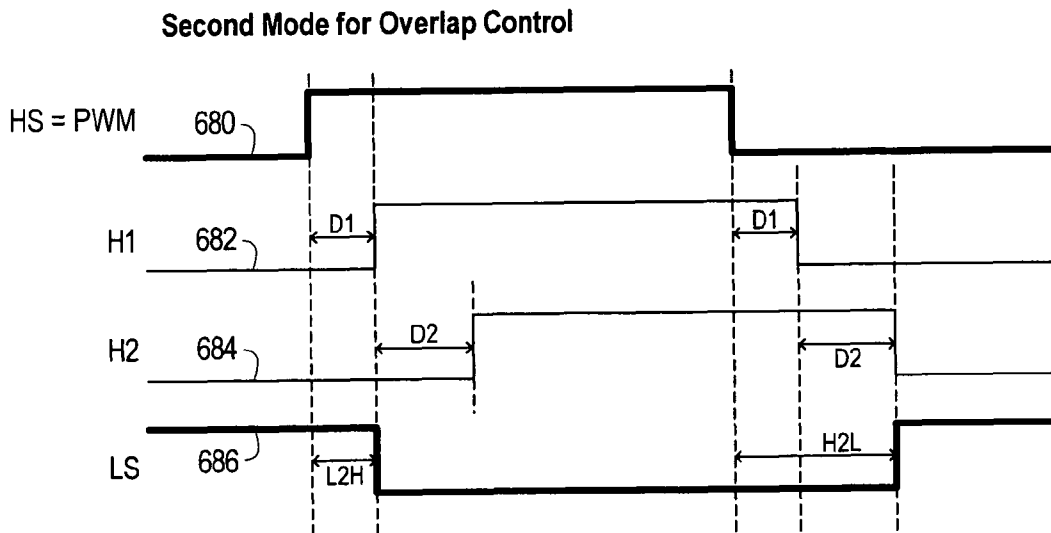 Second Mode for Overlap Control
HS = PWM
680
D1
D1
H1
682
D2
D2
H2
684
LS
686
L2H
H2L